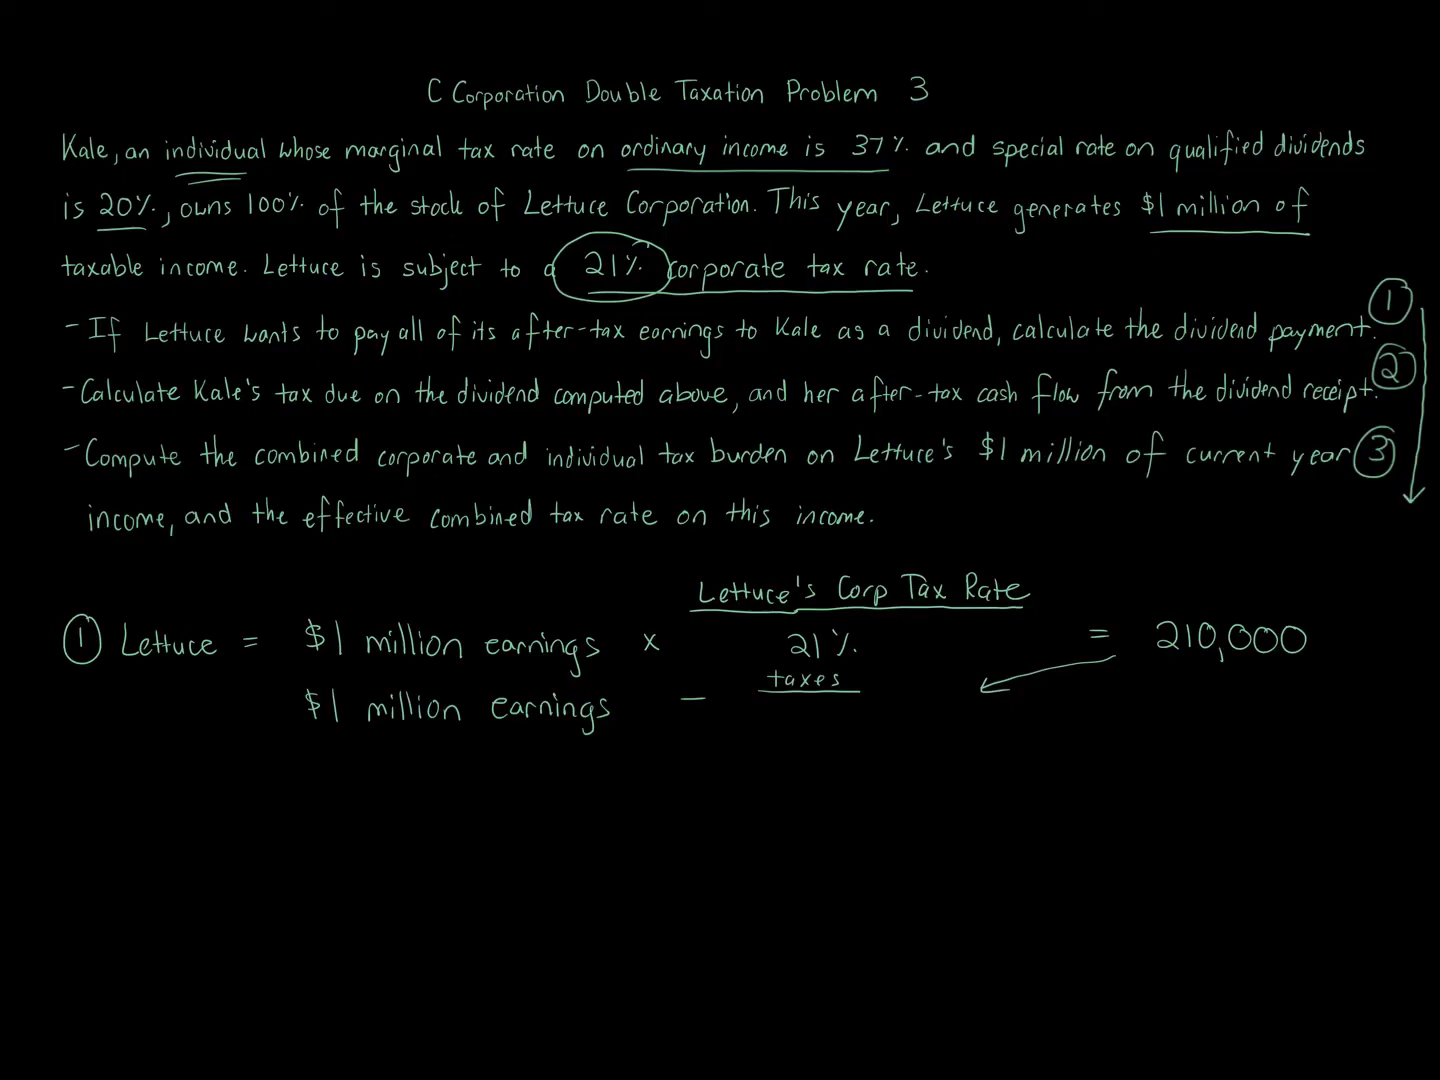 C Corporation Double Taxation Problem 3
Kale, an individual whose marginal tax rate on ordinary income is 37% and special rate on qualified dividends
is 20%, owns 100% of the stock of Lettuce Corporation. This year, Lettuce generates $1 million of
taxable income. Lettuce is subject to a 21% corporate tax rate.
- If Lettuce wants to pay all of its after-tax earnings to Kale as a dividend, calculate the dividend payment. 1
- Calculate Kale's tax due on the dividend computed above, and her after-tax cash flow from the dividend receipt. 2
- Compute the combined corporate and individual tax burden on Lettuce's $1 million of current year 3
income, and the effective combined tax rate on this income.
Lettuce's Corp Tax Rate
1 Lettuce = $1 million earnings x 21% = 210,000
taxes
$1 million earnings -